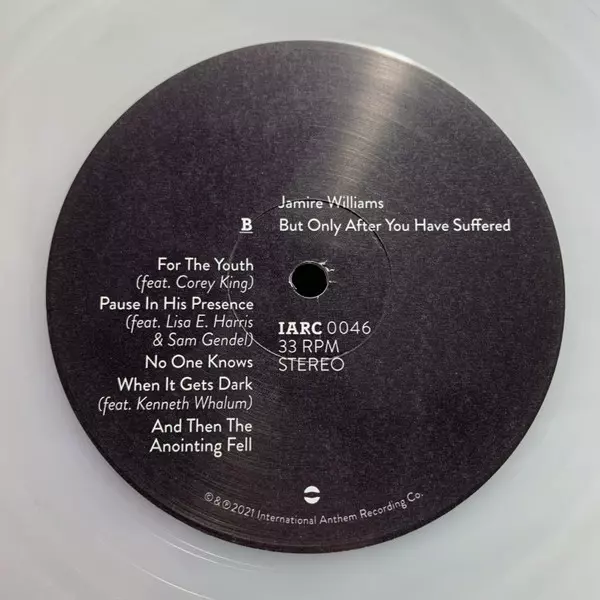 Jamire Williams
B But Only After You Have Suffered
For The Youth
(feat. Corey King)
Pause In His Presence
(feat. Lisa E. Harris
& Sam Gendel)
No One Knows
When It Gets Dark
(feat. Kenneth Whalum)
And Then The
Anointing Fell
IARC 0046
33 RPM
STEREO
©&℗2021 International Anthem Recording Co.